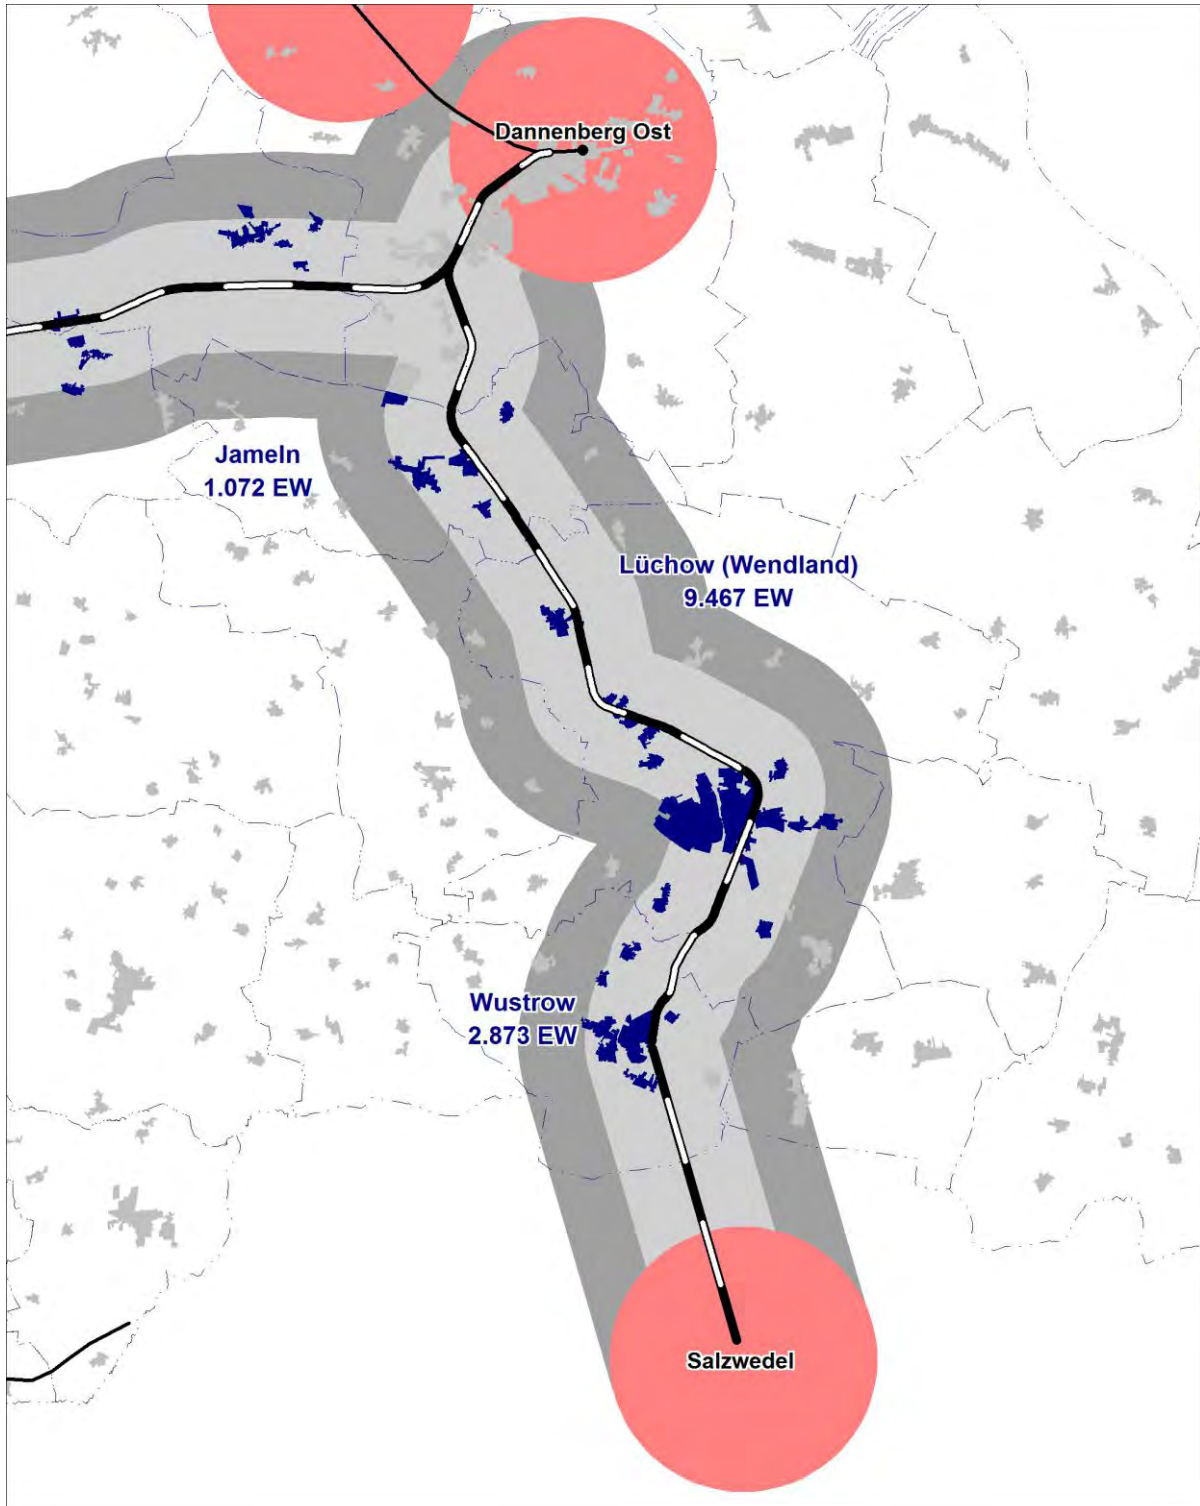 Dannenberg Ost
Jameln
1.072 EW
Lüchow (Wendland)
9.467 EW
Wustrow
2.873 EW
Salzwedel